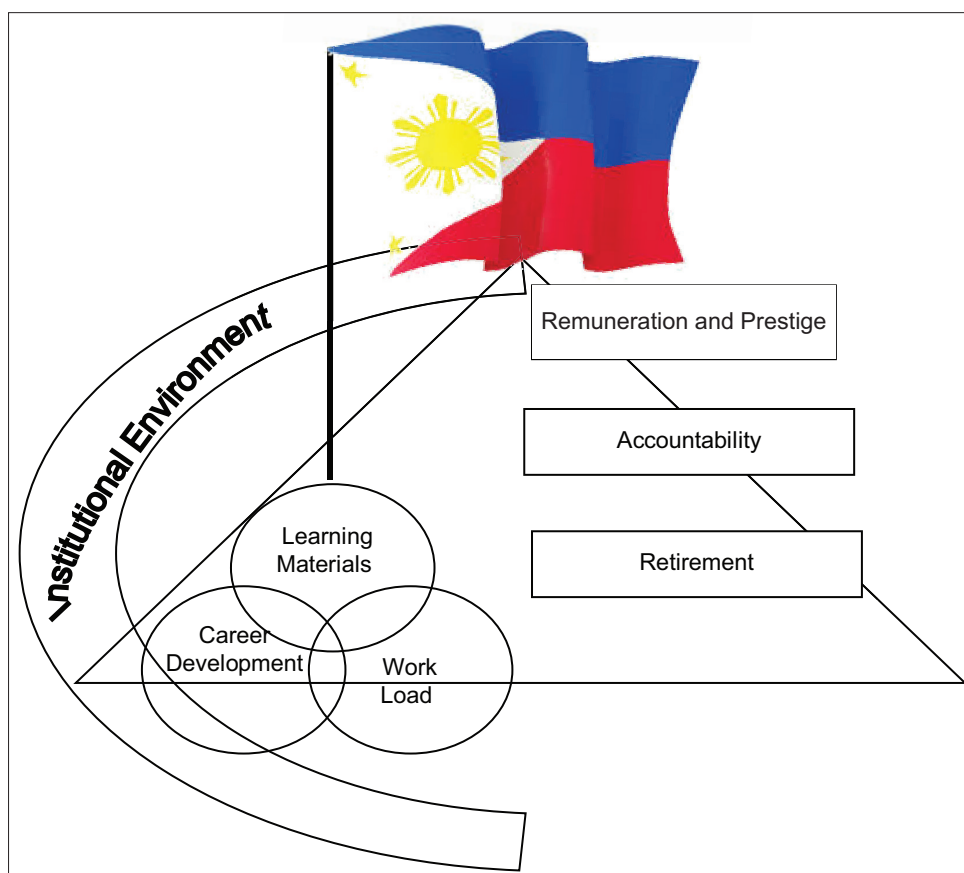 Institutional Environment
Remuneration and Prestige
Accountability
Retirement
Learning
Materials
Career
Development
Work
Load